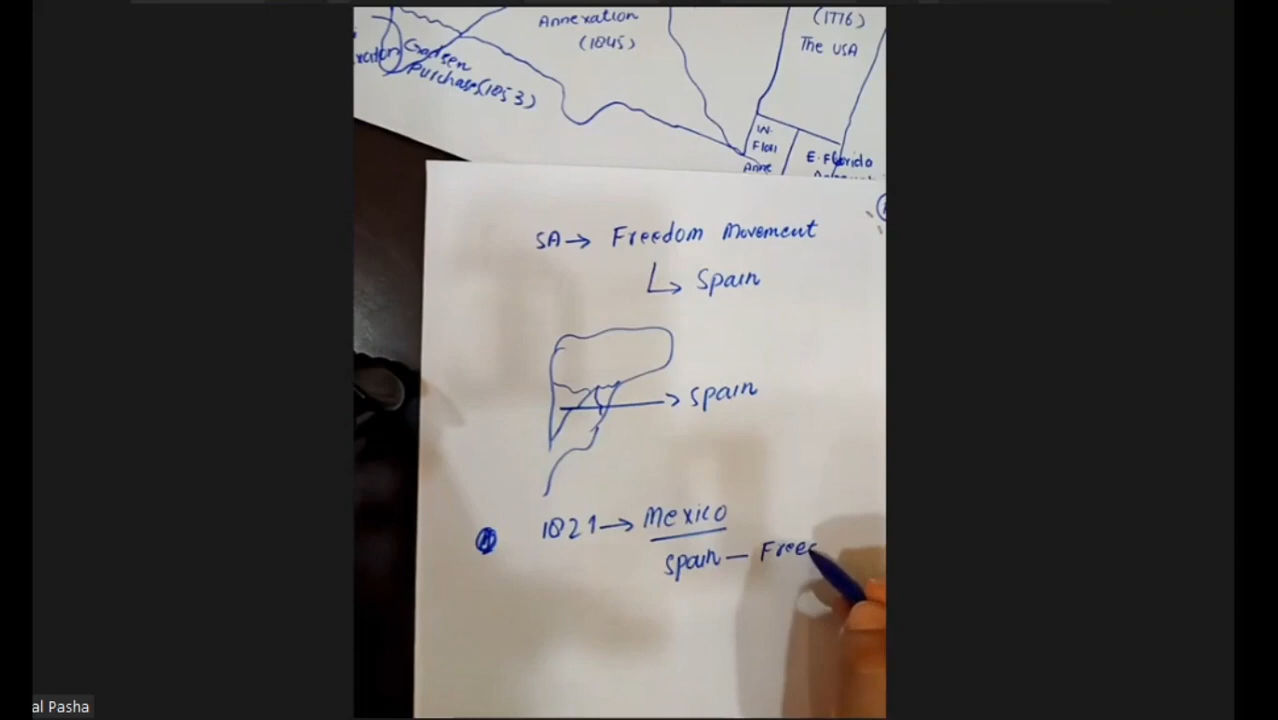 Annexation
(1845)
(1776)
The USA
Gadsen
Purchase(1853)
W.
Flori
Anne
E. Florida
SA → Freedom Movement
↳ Spain
→ Spain
1821 → Mexico
Spain — Free
al Pasha